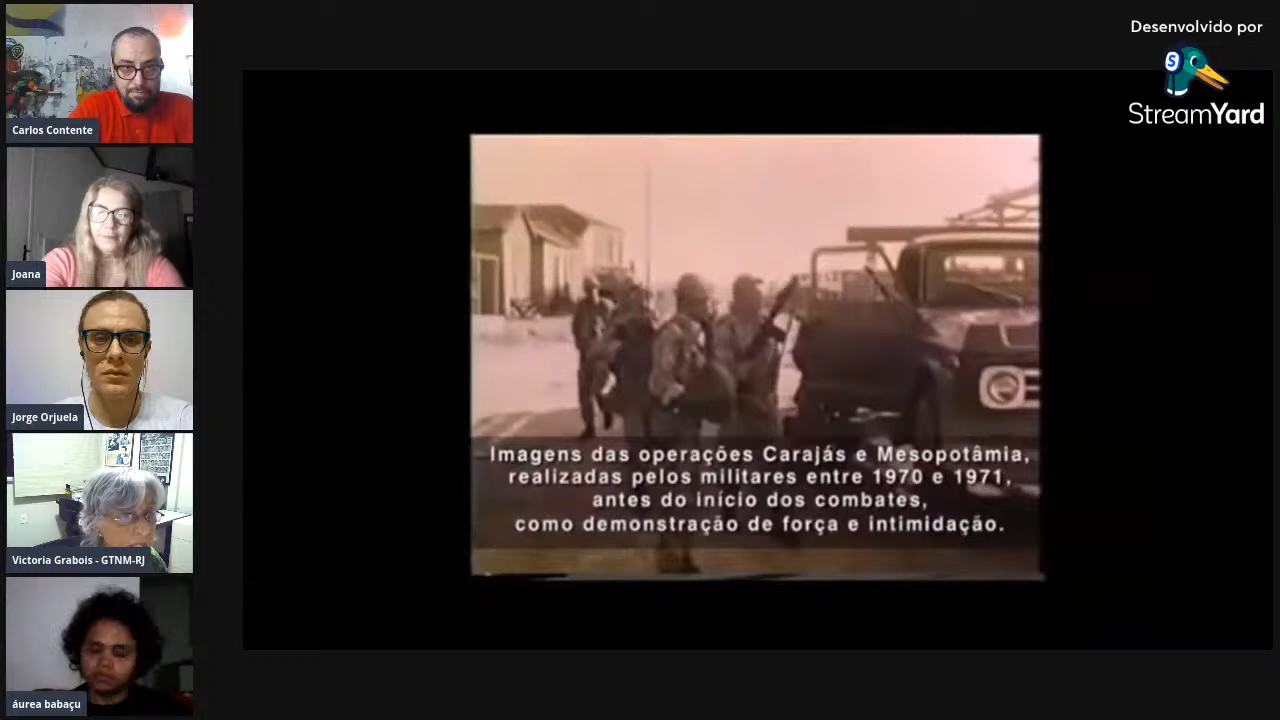 Desenvolvido por
StreamYard
Carlos Contente
Joana
Jorge Orjuela
Victoria Grabois - GTNM-RJ
áurea babaçu
Imagens das operações Carajás e Mesopotâmia,
realizadas pelos militares entre 1970 e 1971,
antes do início dos combates,
como demonstração de força e intimidação.